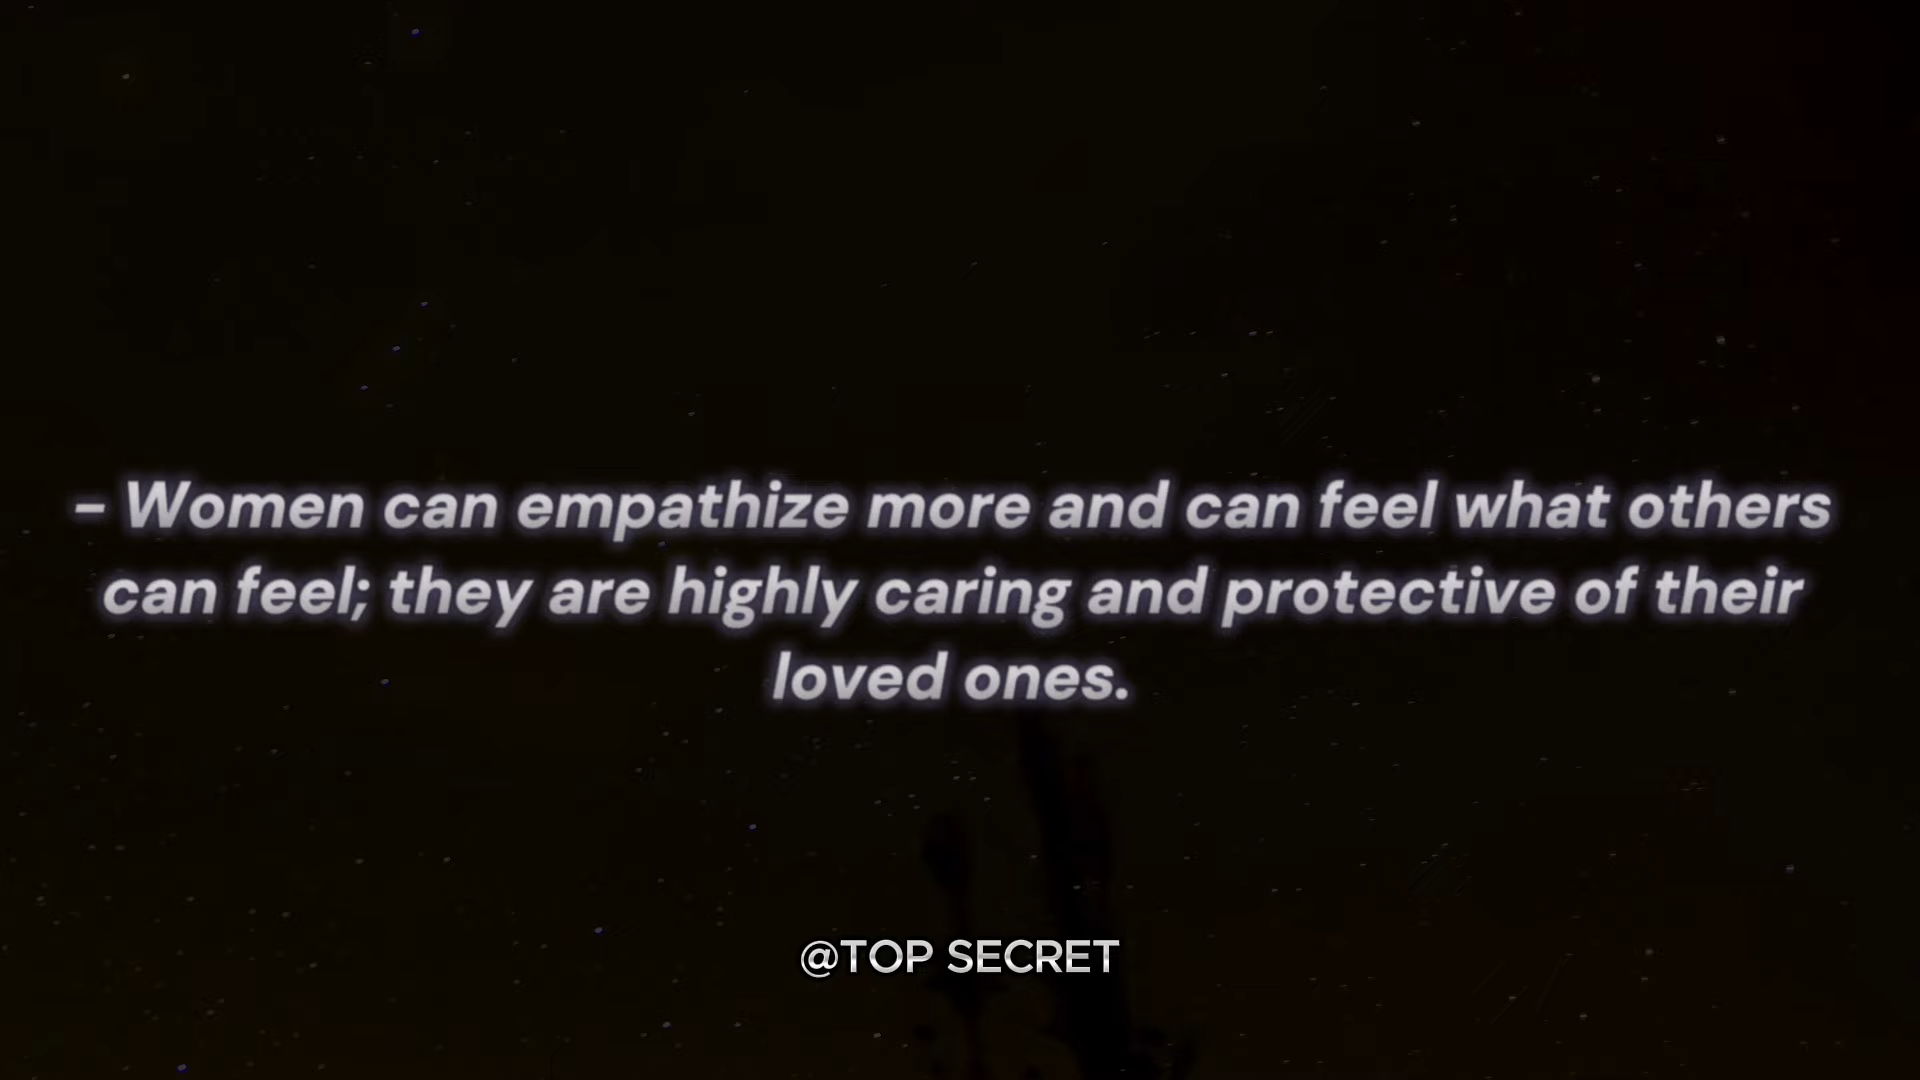 – Women can empathize more and can feel what others
can feel; they are highly caring and protective of their
loved ones.
@TOP SECRET